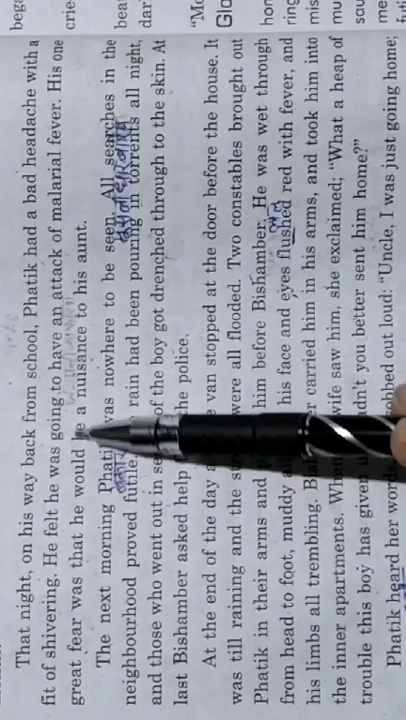 That night, on his way back from school, Phatik had a bad headache with a
fit of shivering. He felt he was going to have an attack of malarial fever. His one
great fear was that he would be a nuisance to his aunt.
The next morning Phatik was nowhere to be seen. All searches in the
neighbourhood proved futile. rain had been pouring in torrents all night,
and those who went out in of the boy got drenched through to the skin. At
last Bishamber asked help the police.
At the end of the day a van stopped at the door before the house. It
was till raining and the were all flooded. Two constables brought out
Phatik in their arms and him before Bishamber. He was wet through
from head to foot, muddy his face and eyes flushed red with fever, and
his limbs all trembling. carried him in his arms, and took him into
the inner apartments. wife saw him, she exclaimed; "What a heap of
trouble this boy has given better sent him home?"
Phatik heard her words sobbed out loud: "Uncle, I was just going home;